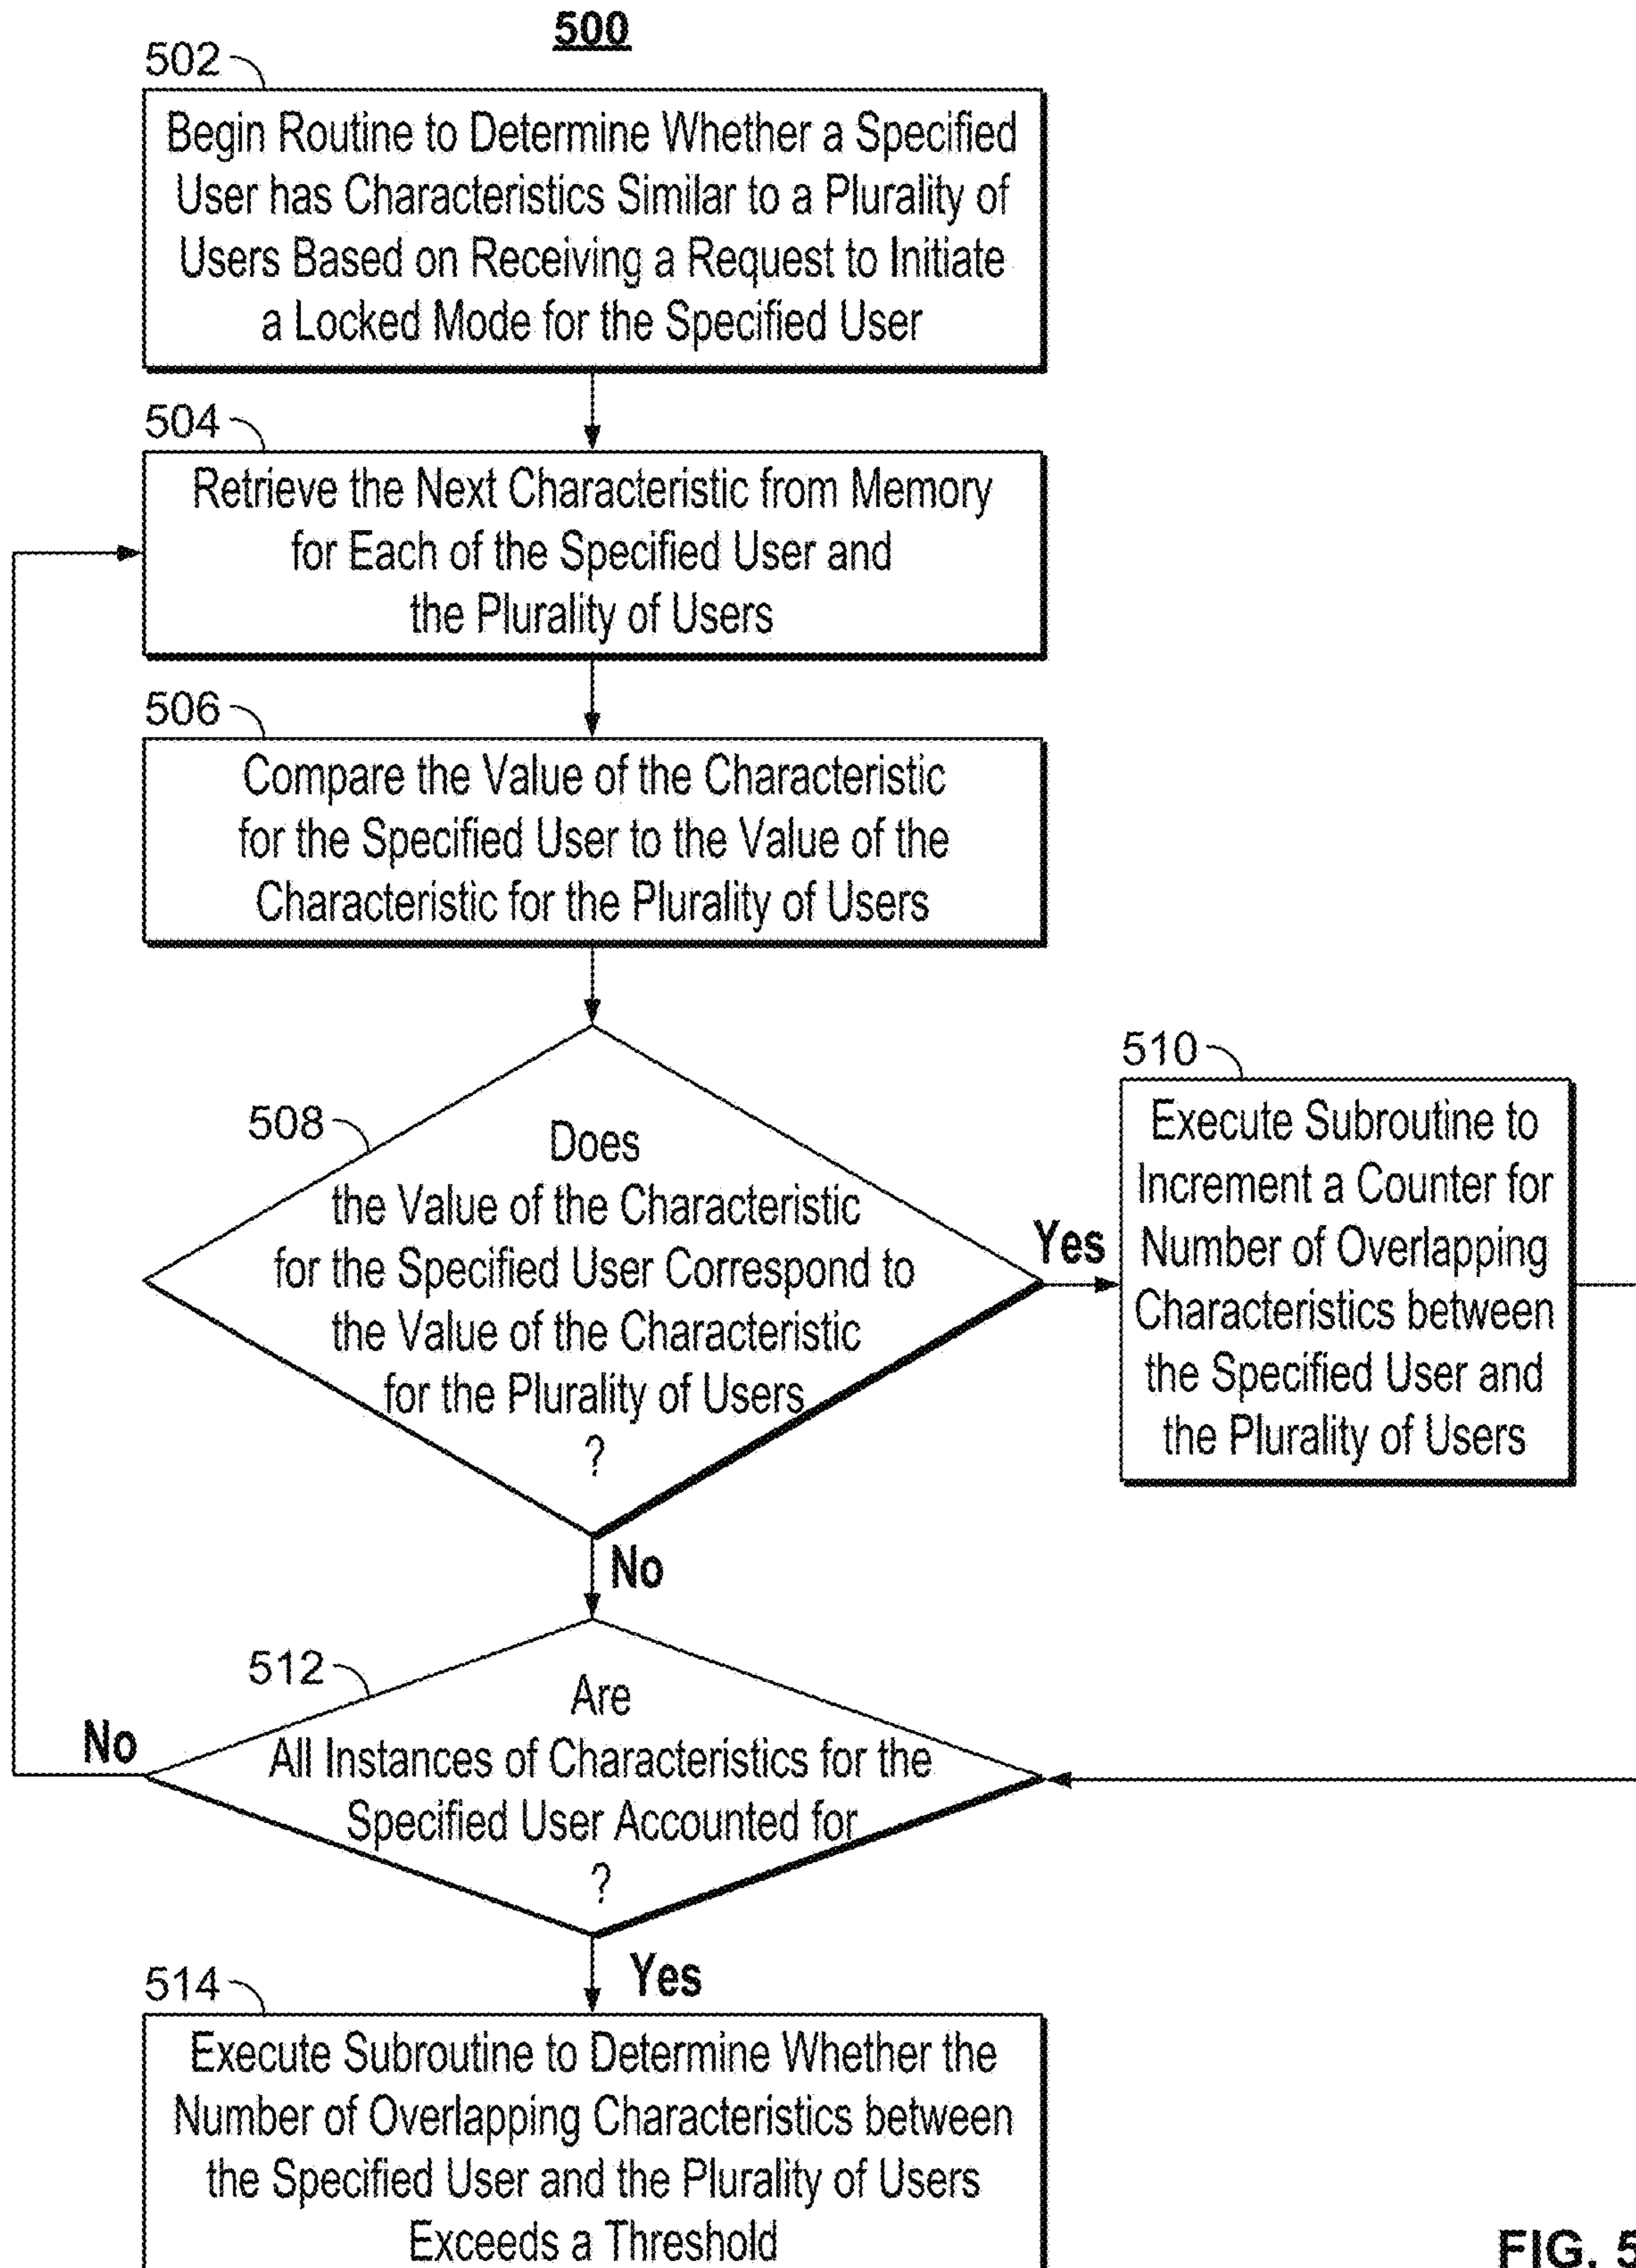 500
502
Begin Routine to Determine Whether a Specified
User has Characteristics Similar to a Plurality of
Users Based on Receiving a Request to Initiate
a Locked Mode for the Specified User
504
Retrieve the Next Characteristic from Memory
for Each of the Specified User and
the Plurality of Users
506
Compare the Value of the Characteristic
for the Specified User to the Value of the
Characteristic for the Plurality of Users
508
Does
the Value of the Characteristic
for the Specified User Correspond to
the Value of the Characteristic
for the Plurality of Users
?
Yes
510
Execute Subroutine to
Increment a Counter for
Number of Overlapping
Characteristics between
the Specified User and
the Plurality of Users
No
512
Are
All Instances of Characteristics for the
Specified User Accounted for
?
No
Yes
514
Execute Subroutine to Determine Whether the
Number of Overlapping Characteristics between
the Specified User and the Plurality of Users
Exceeds a Threshold
FIG. 5